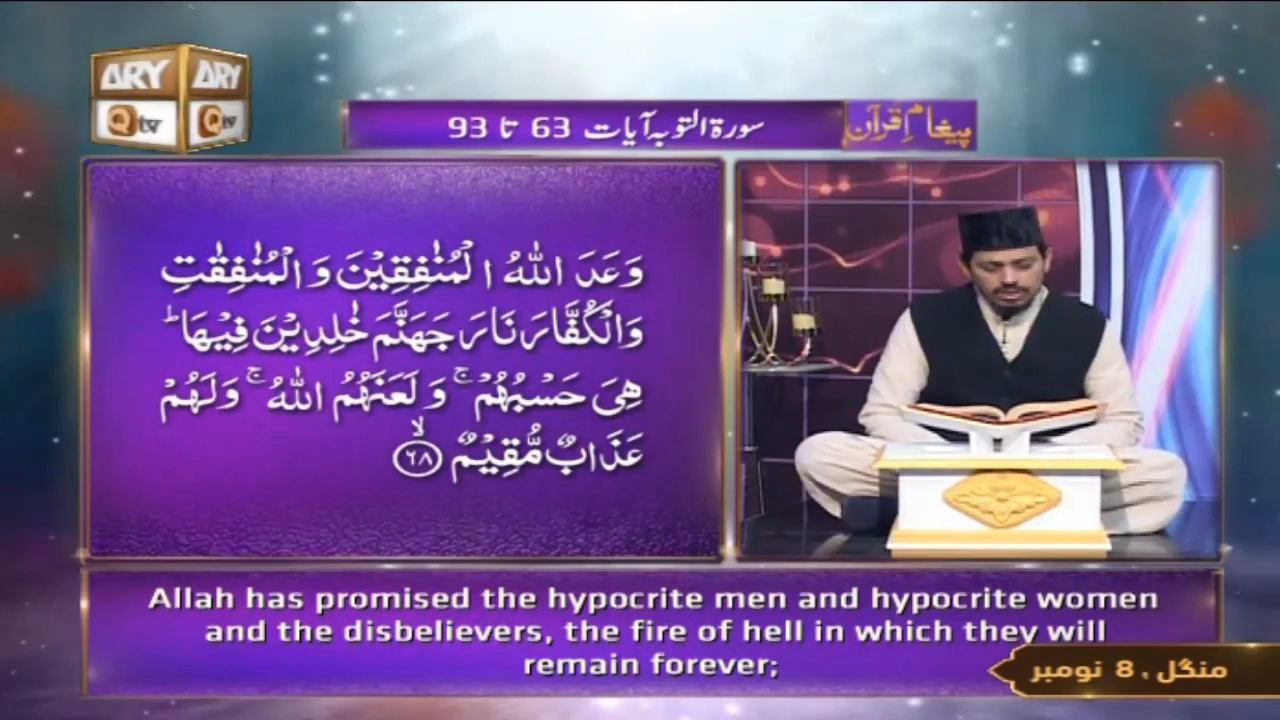 ARY ARY
Qtv Qtv
پیغامِ قرآن
سورۃ التوبہ آیات 63 تا 93
وَعَدَ اللّٰهُ الْمُنٰفِقِیْنَ وَالْمُنٰفِقٰتِ
وَالْكُفَّارَ نَارَ جَهَنَّمَ خٰلِدِیْنَ فِیْهَا ؕ
هِیَ حَسْبُهُمْ ۚ وَ لَعَنَهُمُ اللّٰهُ ۚ وَلَهُمْ
عَذَابٌ مُّقِیْمٌ ۙ﴿۶۸﴾
Allah has promised the hypocrite men and hypocrite women
and the disbelievers, the fire of hell in which they will
remain forever;
منگل، 8 نومبر